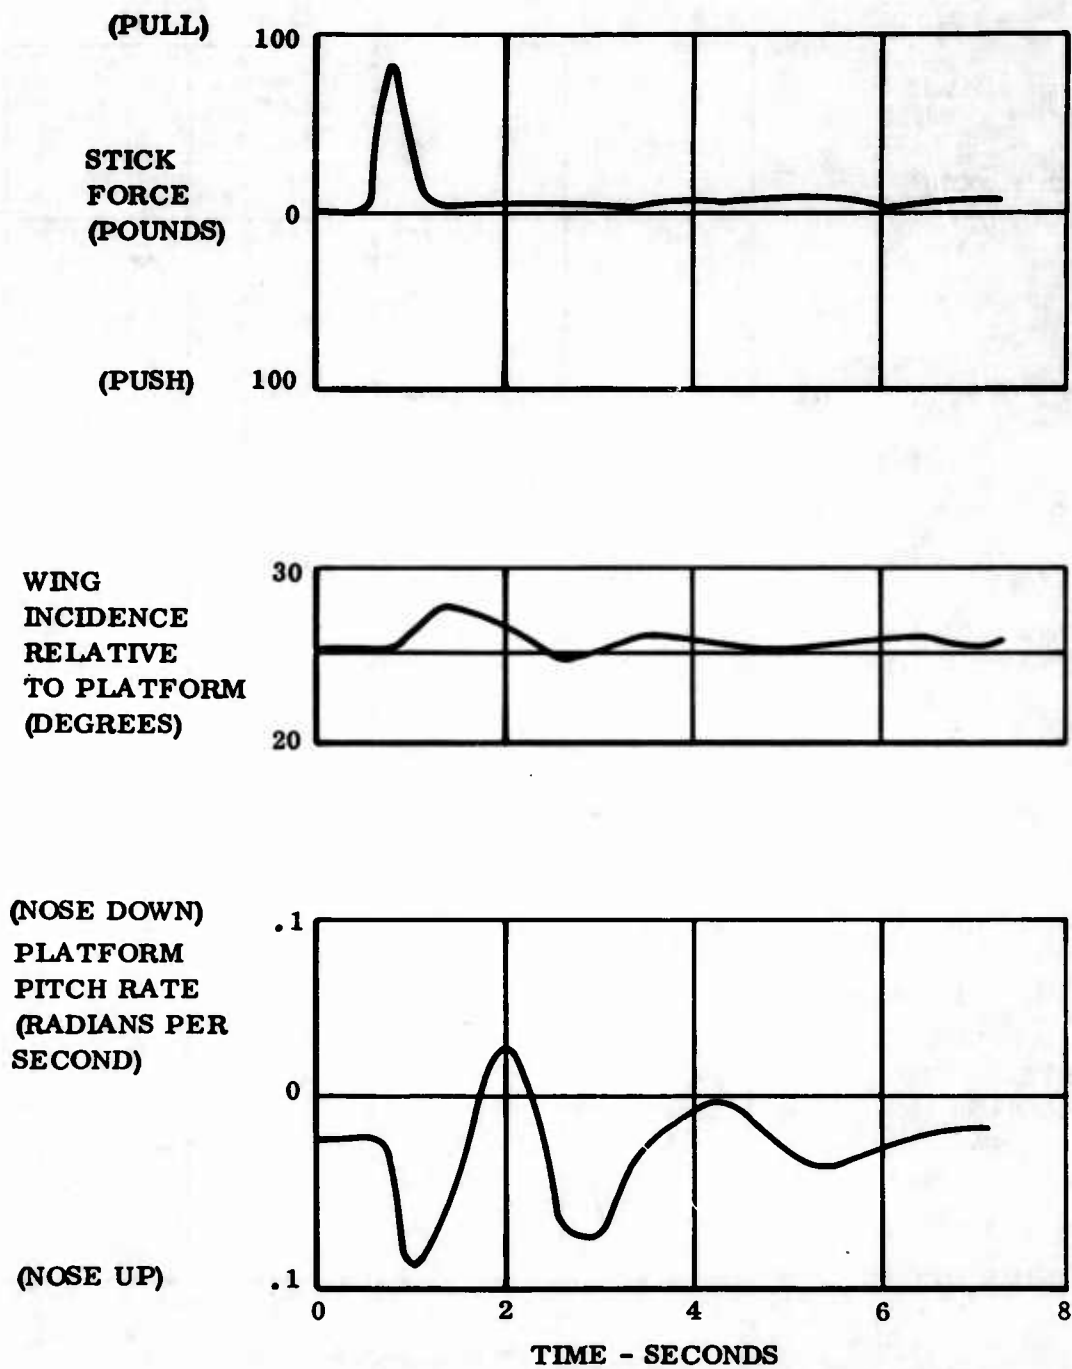 (PULL) 100
STICK
FORCE
(POUNDS)
0
(PUSH) 100
WING
INCIDENCE
RELATIVE
TO PLATFORM
(DEGREES)
30
20
(NOSE DOWN)
.1
PLATFORM
PITCH RATE
(RADIANS PER
SECOND)
0
(NOSE UP) .1
0 2 4 6 8
TIME - SECONDS